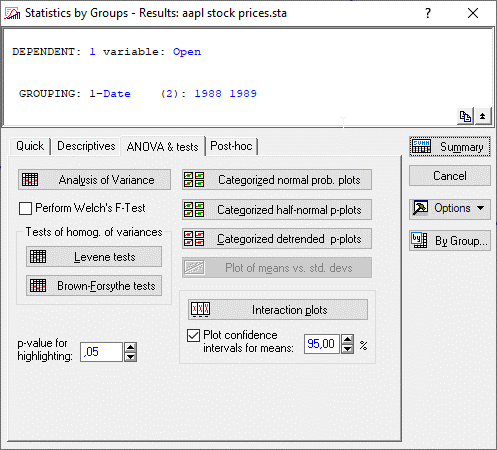 Statistics by Groups - Results: aapl stock prices.sta
DEPENDENT: 1 variable: Open
GROUPING: 1-Date (2): 1988 1989
Quick Descriptives ANOVA & tests Post-hoc
Summary
Cancel
Options
By Group...
Analysis of Variance
Perform Welch's F-Test
Tests of homog. of variances
Levene tests
Brown-Forsythe tests
p-value for
highlighting: ,05
Categorized normal prob. plots
Categorized half-normal p-plots
Categorized detrended p-plots
Plot of means vs. std. devs
Interaction plots
Plot confidence
intervals for means: 95,00 %